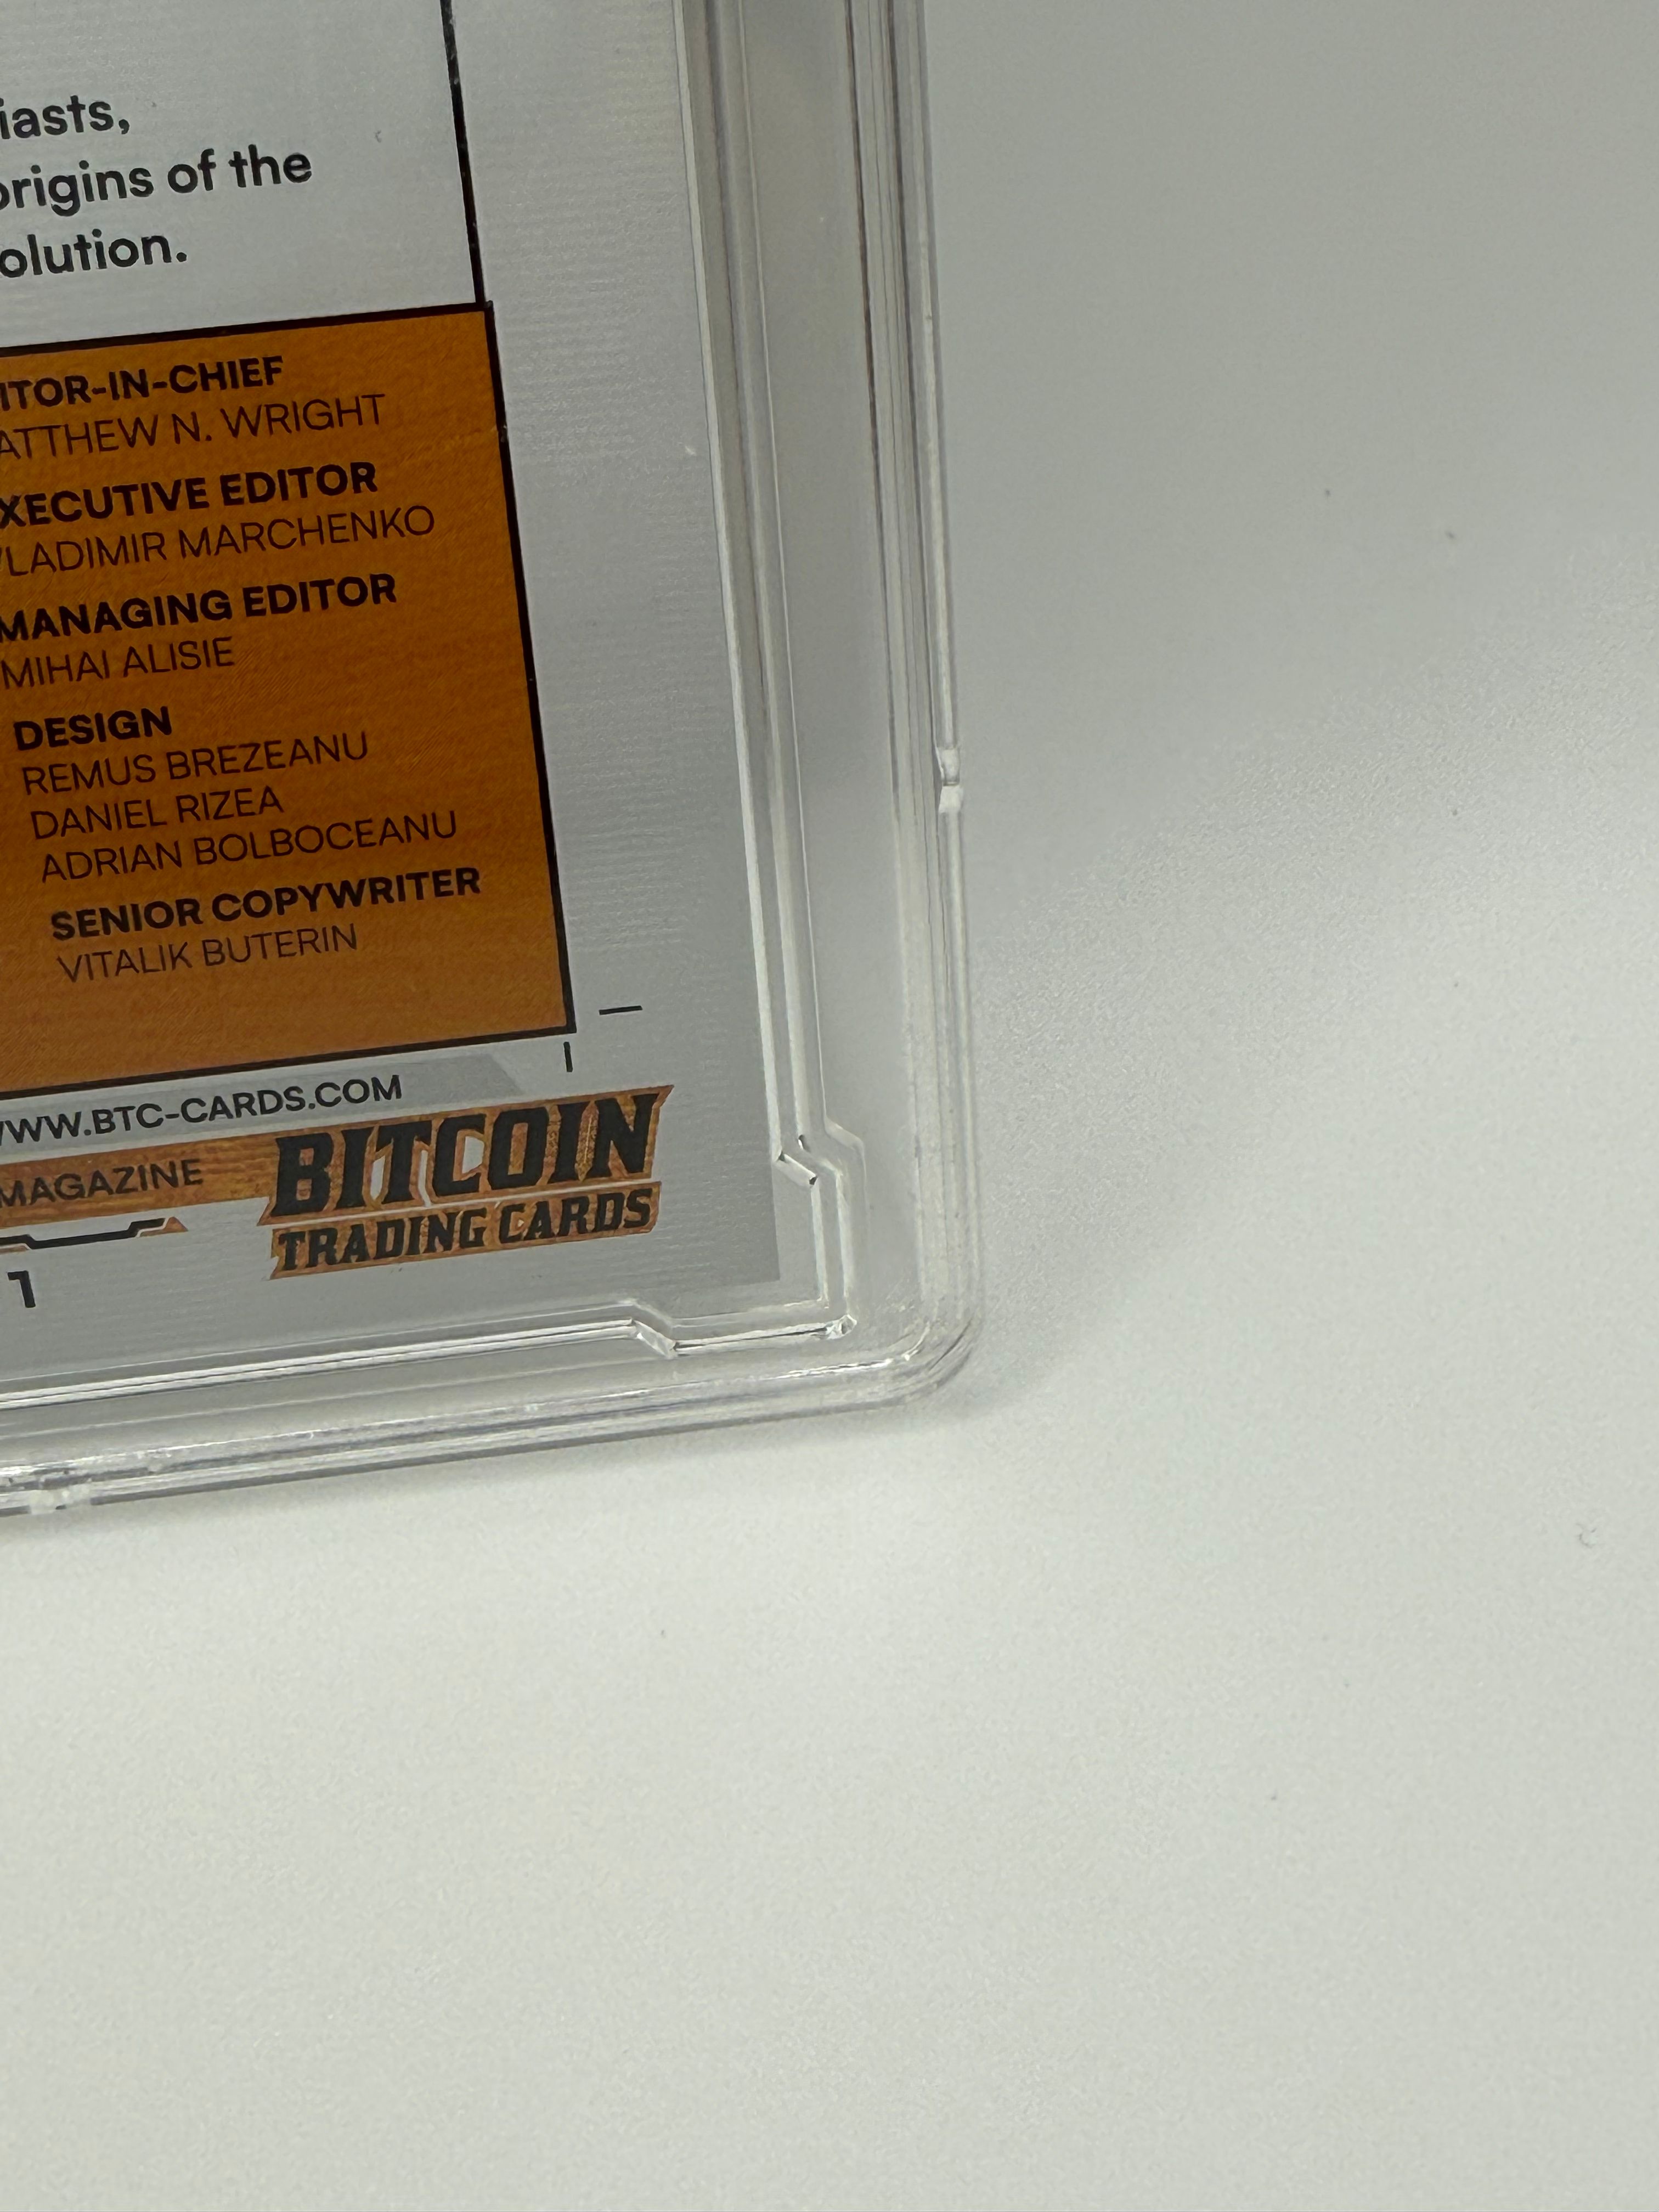 iasts,
origins of the
olution.
ITOR-IN-CHIEF
ATTHEW N. WRIGHT
XECUTIVE EDITOR
VLADIMIR MARCHENKO
MANAGING EDITOR
MIHAI ALISIE
DESIGN
REMUS BREZEANU
DANIEL RIZEA
ADRIAN BOLBOCEANU
SENIOR COPYWRITER
VITALIK BUTERIN
WWW.BTC-CARDS.COM
MAGAZINE
BITCOIN
TRADING CARDS
1